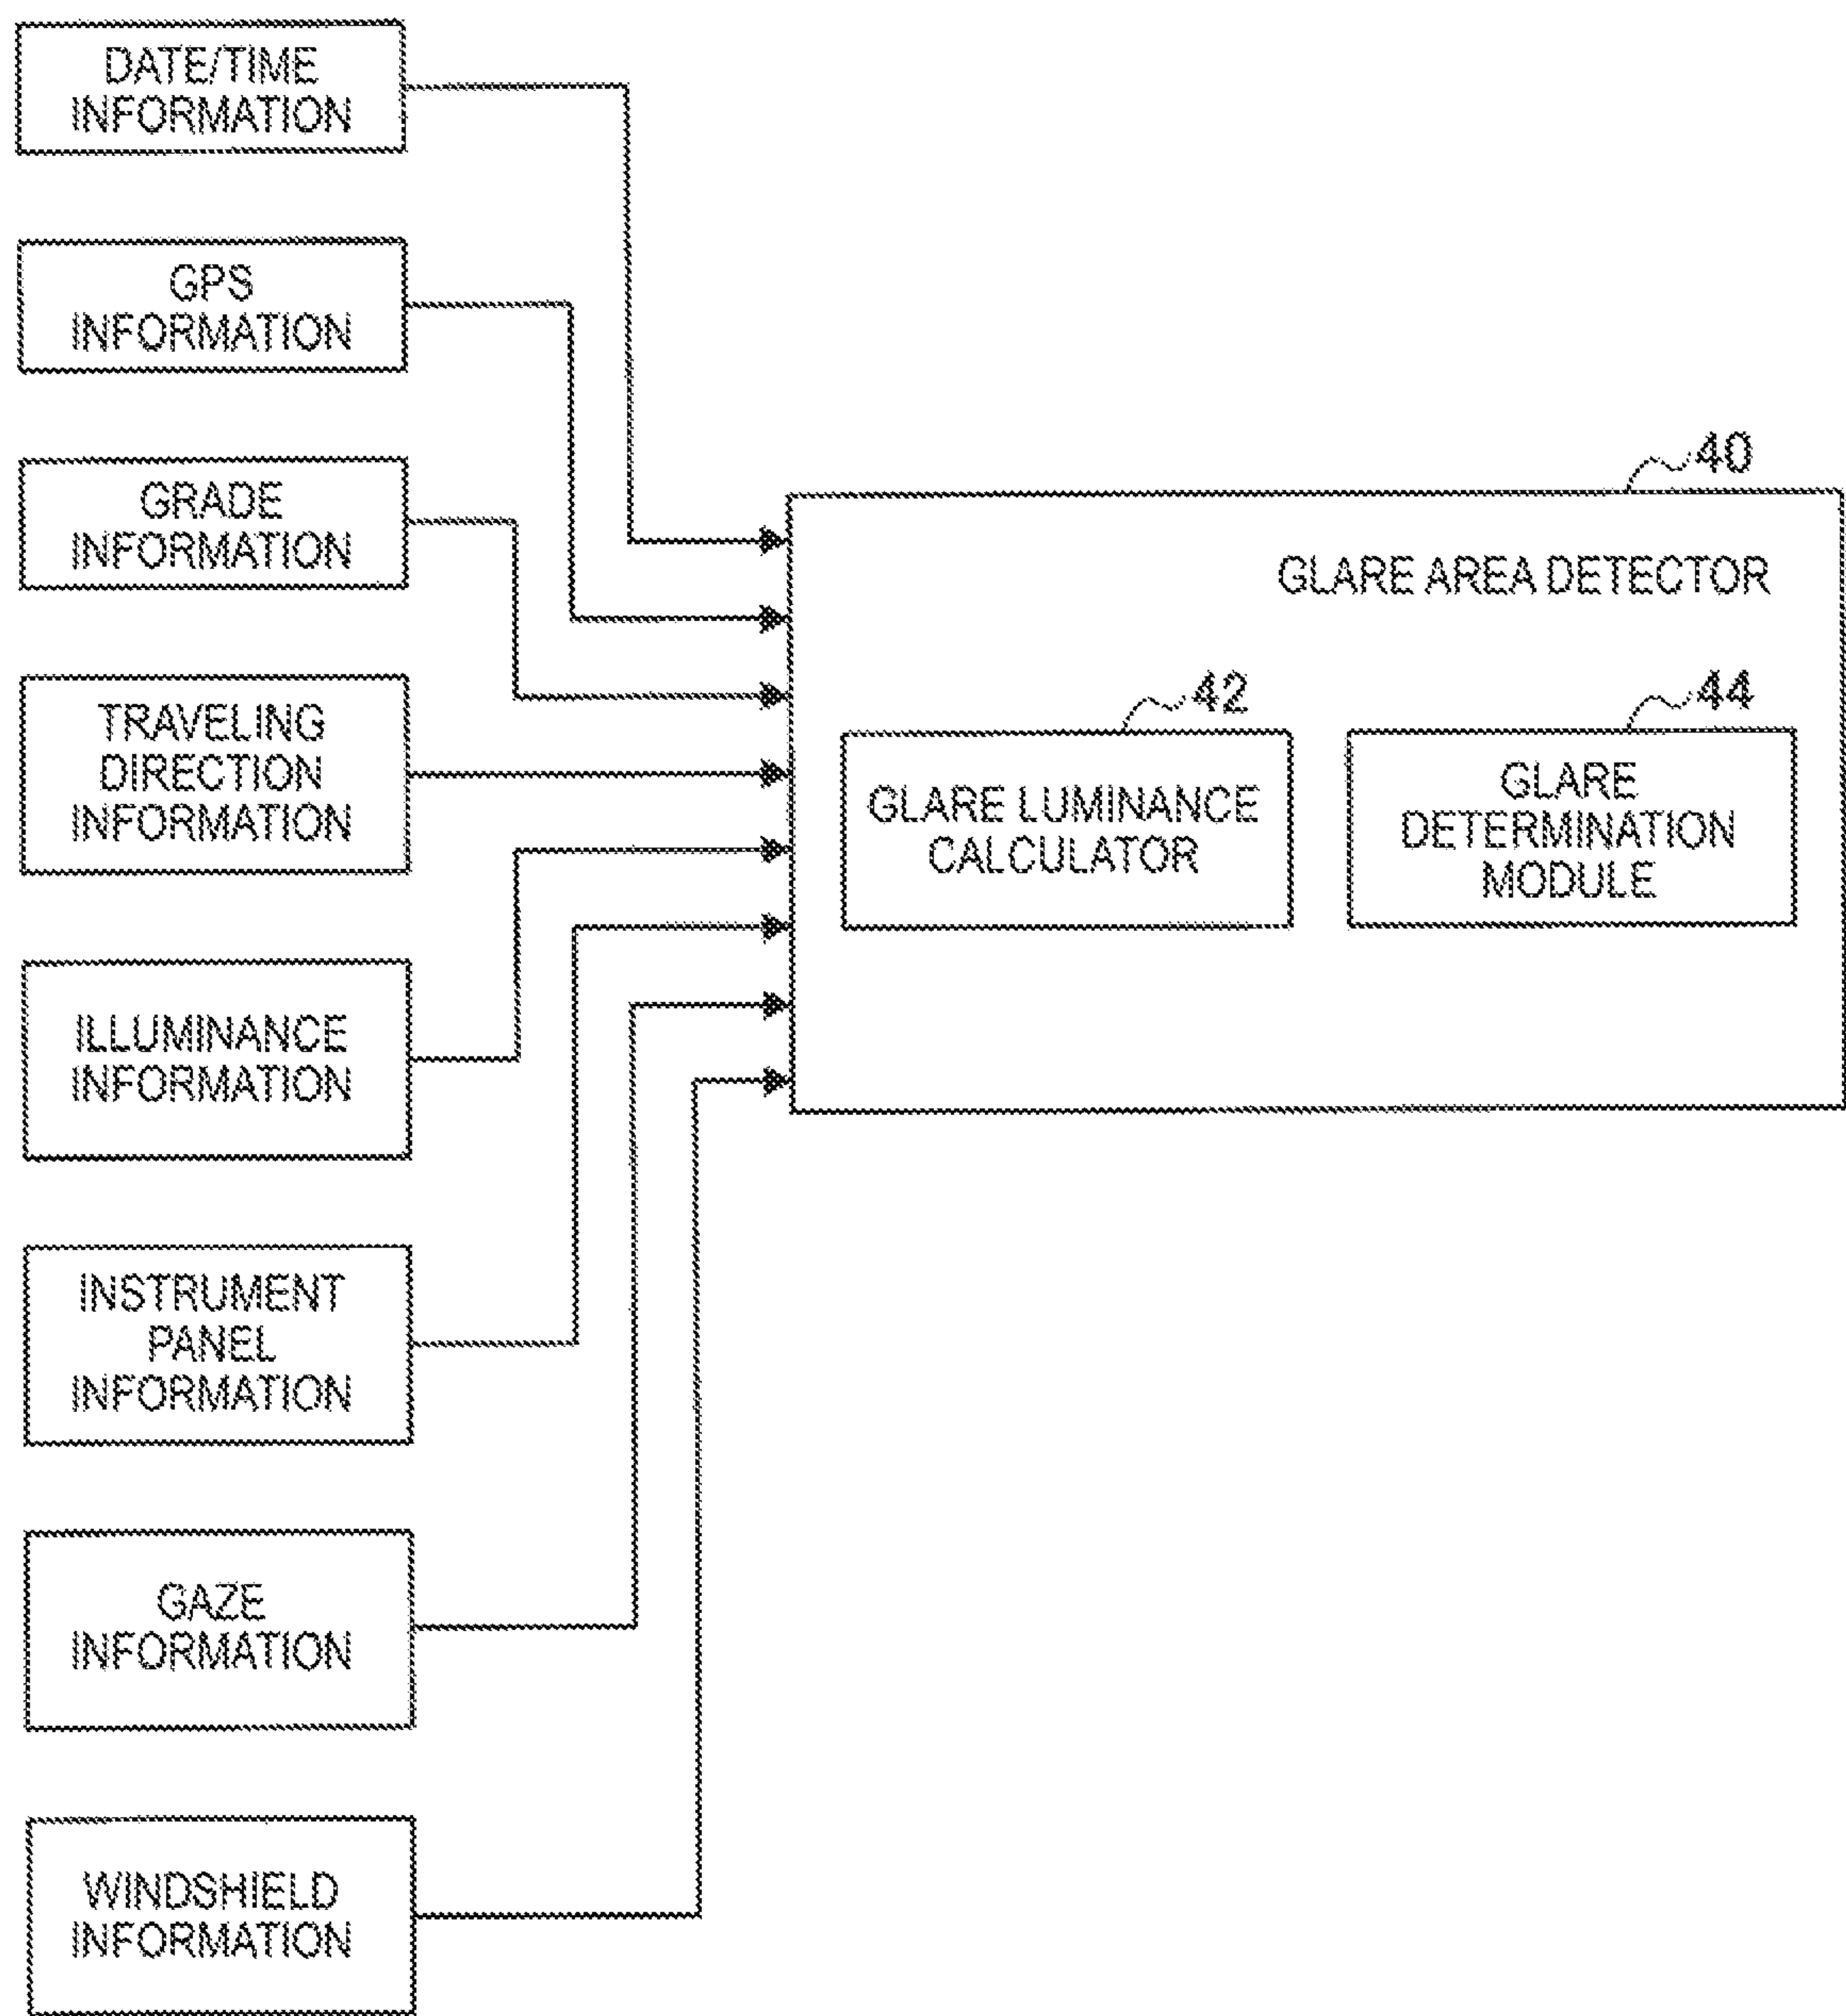 DATE/TIME
INFORMATION
GPS
INFORMATION
GRADE
INFORMATION
TRAVELING
DIRECTION
INFORMATION
ILLUMINANCE
INFORMATION
INSTRUMENT
PANEL
INFORMATION
GAZE
INFORMATION
WINDSHIELD
INFORMATION
40
GLARE AREA DETECTOR
42
GLARE LUMINANCE
CALCULATOR
44
GLARE
DETERMINATION
MODULE